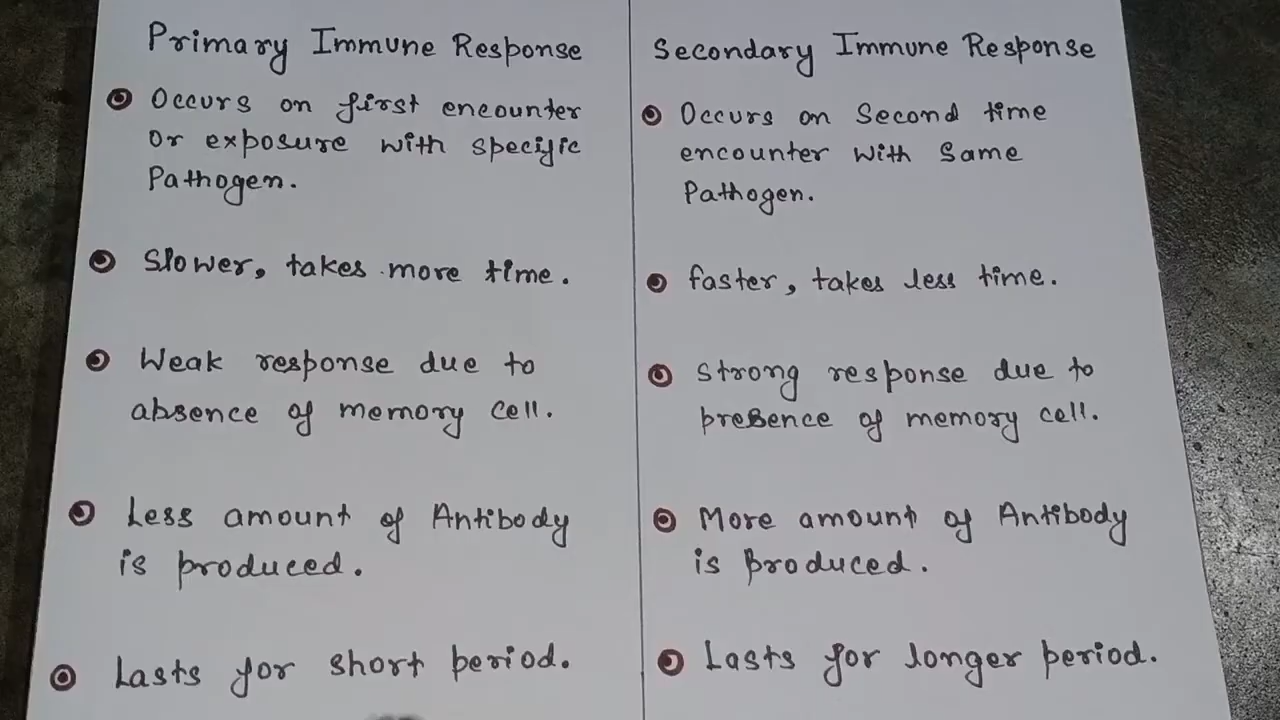 Primary Immune Response
Occurs on first encounter
or exposure with specific
Pathogen.
Slower, takes more time.
Weak response due to
absence of memory cell.
Less amount of Antibody
is produced.
Lasts for short period.
Secondary Immune Response
Occurs on Second time
encounter with Same
Pathogen.
faster, takes less time.
Strong response due to
presence of memory cell.
More amount of Antibody
is produced.
Lasts for longer period.